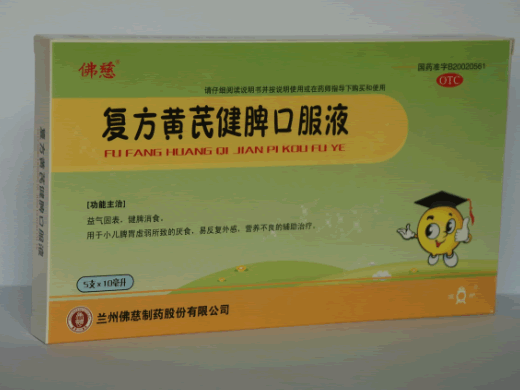 佛慈
国药准字B20020561
OTC
请仔细阅读说明书并按说明使用或在药师指导下购买和使用
复方黄芪健脾口服液
FU FANG HUANG QI JIAN PI KOU FU YE
复方黄芪健脾口服液
【功能主治】
益气固表、健脾消食。
用于小儿脾胃虚弱所致的厌食、易反复外感、营养不良的辅助治疗。
5支×10毫升
兰州佛慈制药股份有限公司